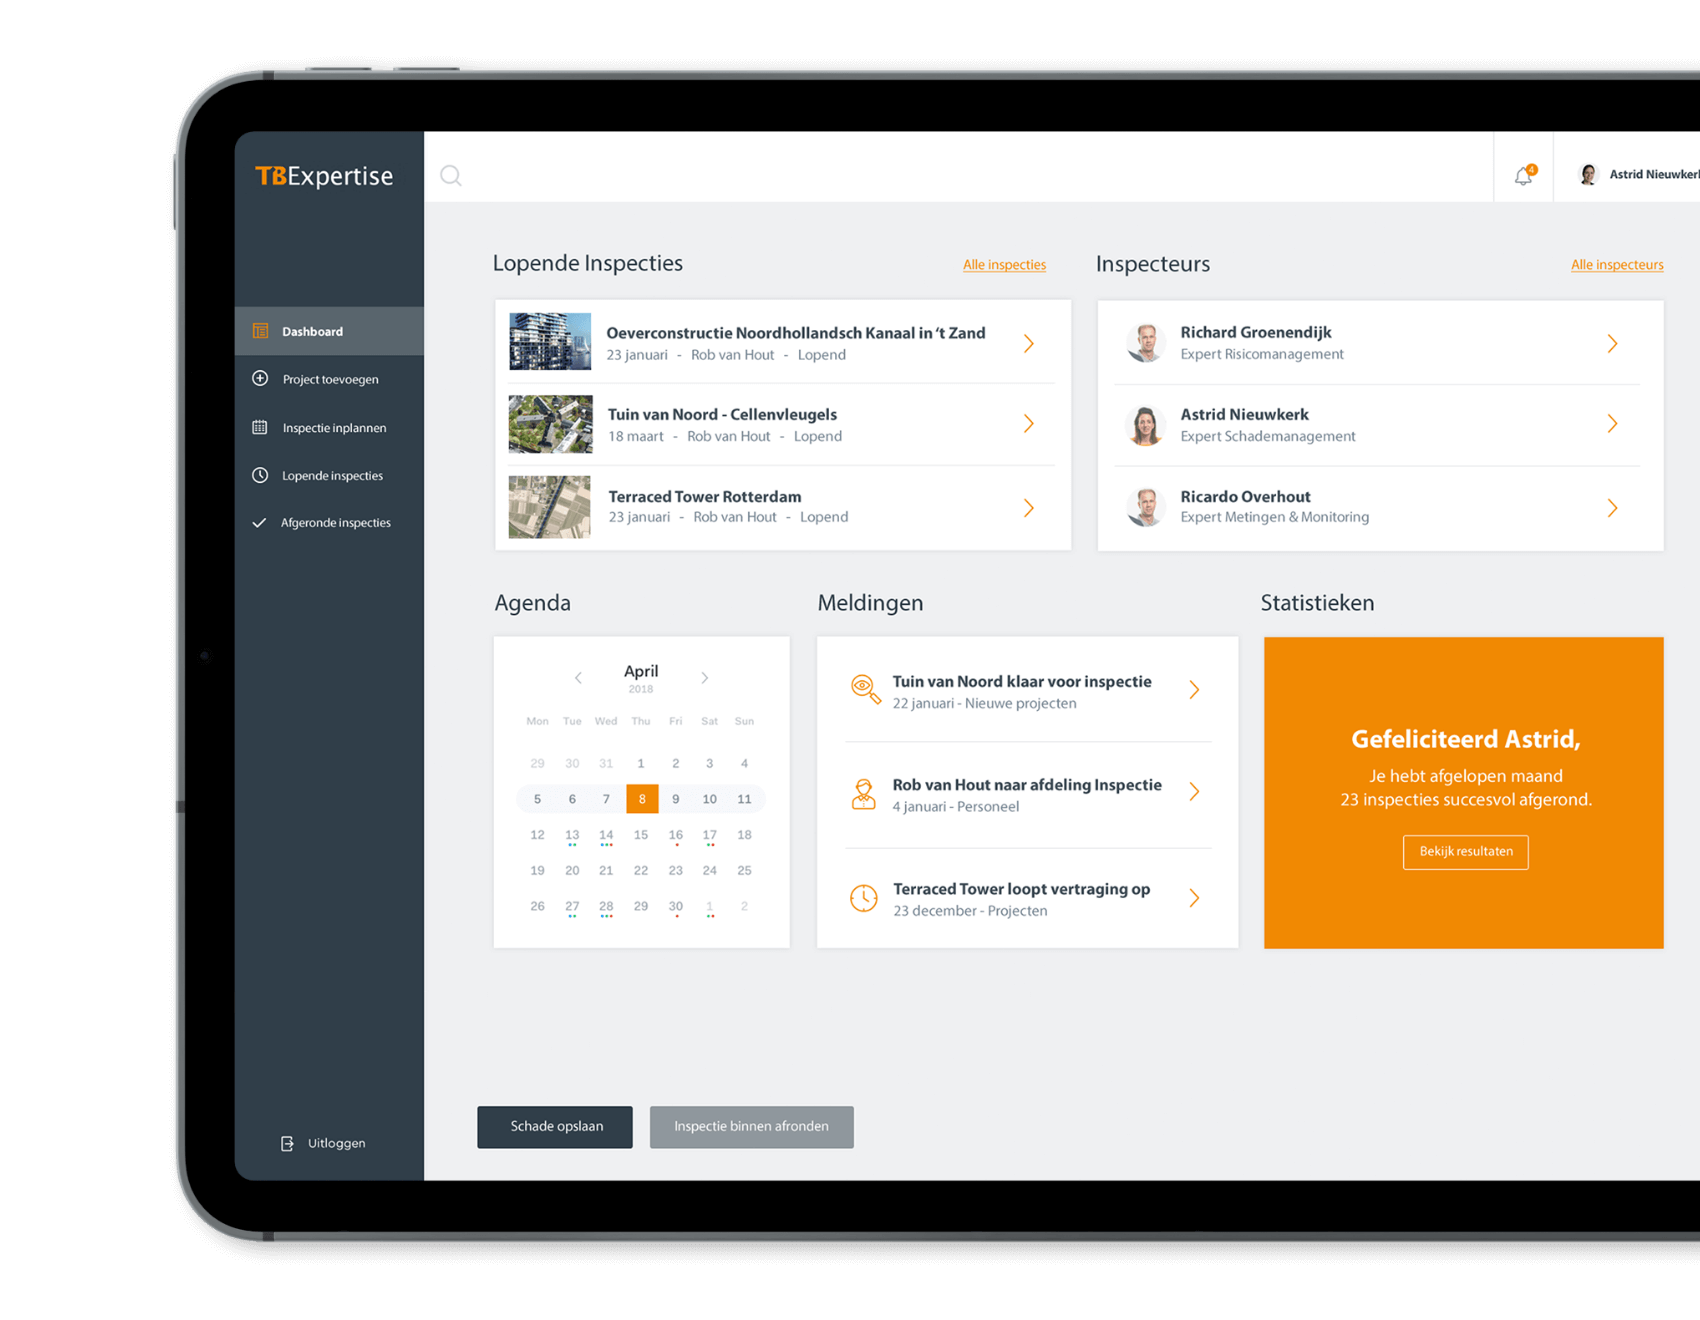 TBExpertise
4
Astrid Nieuwkerk
Dashboard
Project toevoegen
Inspectie inplannen
Lopende inspecties
Afgeronde inspecties
Uitloggen
Lopende Inspecties
Alle inspecties
Oeverconstructie Noordhollandsch Kanaal in ‘t Zand
23 januari - Rob van Hout - Lopend
Tuin van Noord - Cellenvleugels
18 maart - Rob van Hout - Lopend
Terraced Tower Rotterdam
23 januari - Rob van Hout - Lopend
Inspecteurs
Alle inspecteurs
Richard Groenendijk
Expert Risicomanagement
Astrid Nieuwkerk
Expert Schademanagement
Ricardo Overhout
Expert Metingen & Monitoring
Agenda
April
2018
Mon Tue Wed Thu Fri Sat Sun
29 30 31 1 2 3 4
5 6 7 8 9 10 11
12 13 14 15 16 17 18
19 20 21 22 23 24 25
26 27 28 29 30 1 2
Meldingen
Tuin van Noord klaar voor inspectie
22 januari - Nieuwe projecten
Rob van Hout naar afdeling Inspectie
4 januari - Personeel
Terraced Tower loopt vertraging op
23 december - Projecten
Statistieken
Gefeliciteerd Astrid,
Je hebt afgelopen maand
23 inspecties succesvol afgerond.
Bekijk resultaten
Schade opslaan
Inspectie binnen afronden